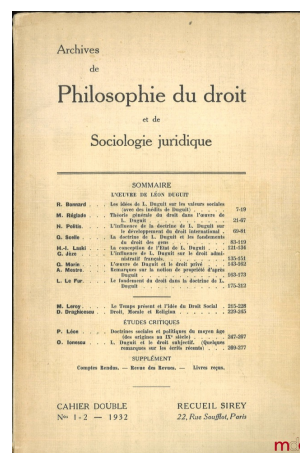 Archives
de
Philosophie du droit
et de
Sociologie juridique
SOMMAIRE
L'ŒUVRE DE LÉON DUGUIT
R. Bonnard . . . Les idées de L. Duguit sur les valeurs sociales
(avec des inédits de Duguit) . . . 7-19
M. Réglade . . . Théorie générale du droit dans l'œuvre de
L. Duguit . . . 21-67
N. Politis . . . L'influence de la doctrine de L. Duguit sur
le développement du droit international . 69-81
G. Scelle . . . La doctrine de L. Duguit et les fondements
du droit des gens . . . 83-119
H.-J. Laski . . . La conception de l'Etat de L. Duguit . . . 121-134
G. Jèze . . . L'influence de L. Duguit sur le droit admi-
nistratif français. . . . 135-151
G. Morin . . . L'œuvre de Duguit et le droit privé . . 153-162
A. Mestre. . . Remarques sur la notion de propriété d'après
Duguit . . . 163-173
L. Le Fur. . . Le fondement du droit dans la doctrine de L.
Duguit . . . 175-213
M. Leroy . . . Le Temps présent et l'idée du Droit Social . 215-228
D. Draghicesco . Droit, Morale et Religion . . . 229-245
ÉTUDES CRITIQUES
P. Léon . . . Doctrines sociales et politiques du moyen âge
(des origines au IXe siècle) . . . 247-287
O. Ionesco . . L. Duguit et le droit subjectif. (Quelques
remarques sur les écrits récents) . . . 289-277
SUPPLÉMENT
Comptes Rendus. — Revue des Revues. — Livres reçus.
CAHIER DOUBLE RECUEIL SIREY
Nos 1-2 — 1932 22, Rue Soufflot, Paris